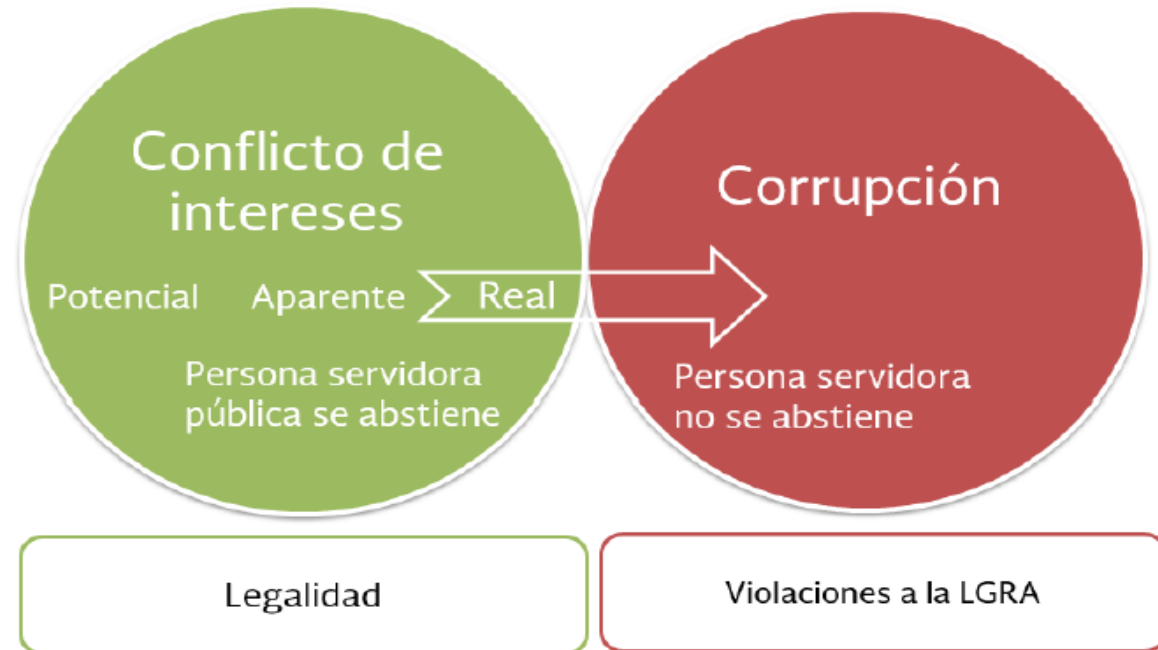 Conflicto de
intereses
Potencial Aparente Real
Persona servidora
pública se abstiene
Corrupción
Persona servidora
no se abstiene
Legalidad
Violaciones a la LGRA